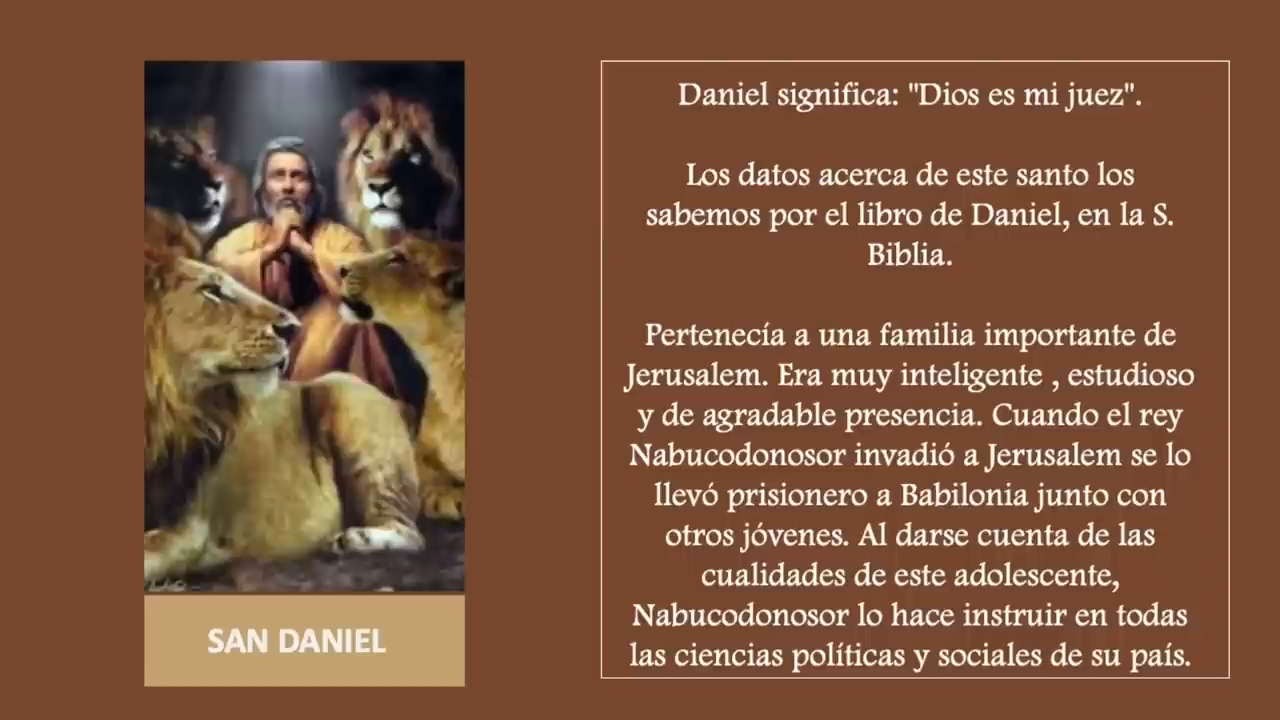 Daniel significa: "Dios es mi juez".
Los datos acerca de este santo los
sabemos por el libro de Daniel, en la S.
Biblia.
Pertenecía a una familia importante de
Jerusalem. Era muy inteligente , estudioso
y de agradable presencia. Cuando el rey
Nabucodonosor invadió a Jerusalem se lo
llevó prisionero a Babilonia junto con
otros jóvenes. Al darse cuenta de las
cualidades de este adolescente,
Nabucodonosor lo hace instruir en todas
las ciencias políticas y sociales de su país.
SAN DANIEL